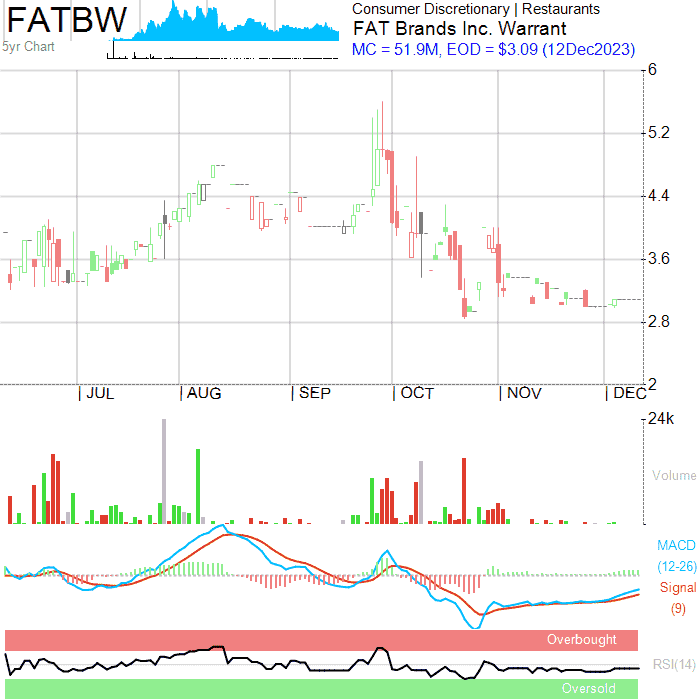 FATBW
5yr Chart
Consumer Discretionary | Restaurants
FAT Brands Inc. Warrant
MC = 51.9M, EOD = $3.09 (12Dec2023)
6
5.2
4.4
3.6
2.8
2
| JUL | AUG | SEP | OCT | NOV | DEC
24k
Volume
MACD
(12-26)
Signal
(9)
Overbought
RSI(14)
Oversold